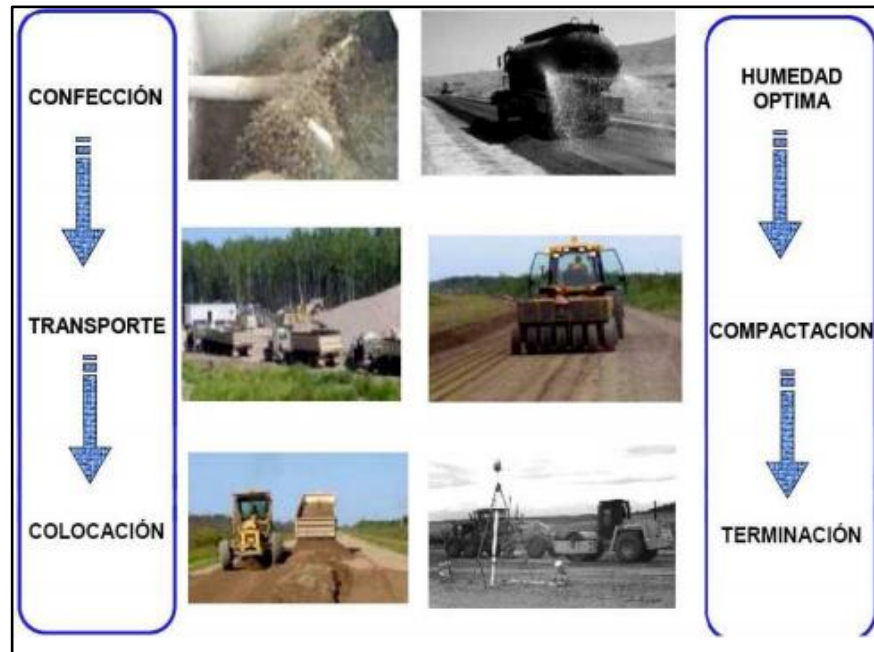 CONFECCIÓN
TRANSPORTE
COLOCACIÓN
HUMEDAD
OPTIMA
COMPACTACION
TERMINACIÓN